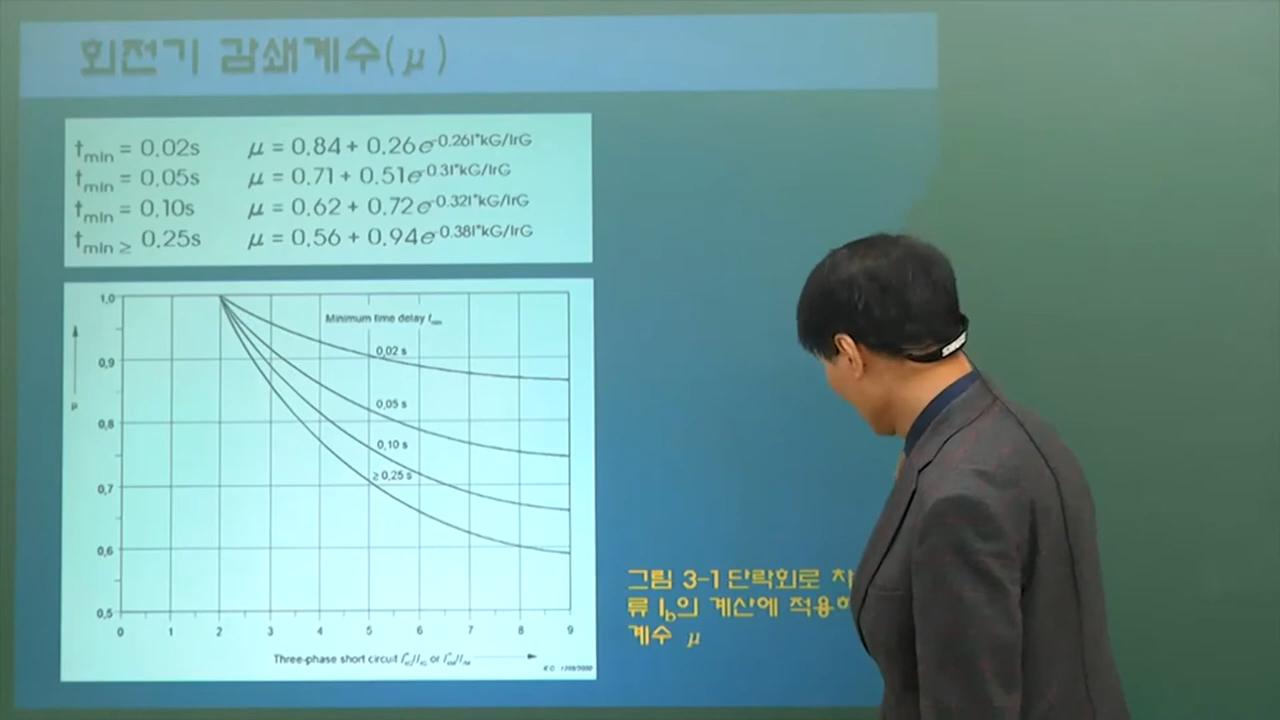 회전기 감쇄계수(μ)
tmin = 0.02s μ = 0.84 + 0.26e-0.26I"kG/IrG
tmin = 0.05s μ = 0.71 + 0.51e-0.3I"kG/IrG
tmin = 0.10s μ = 0.62 + 0.72e-0.32I"kG/IrG
tmin ≥ 0.25s μ = 0.56 + 0.94e-0.38I"kG/IrG
1,0
Minimum time delay tmin
0,02 s
0,9
μ
0,05 s
0,8
0,10 s
≥ 0,25 s
0,7
0,6
0,5
0 1 2 3 4 5 6 7 8 9
Three-phase short circuit or
그림 3-1 단락회로
류 Ib의 계산에
계수 μ